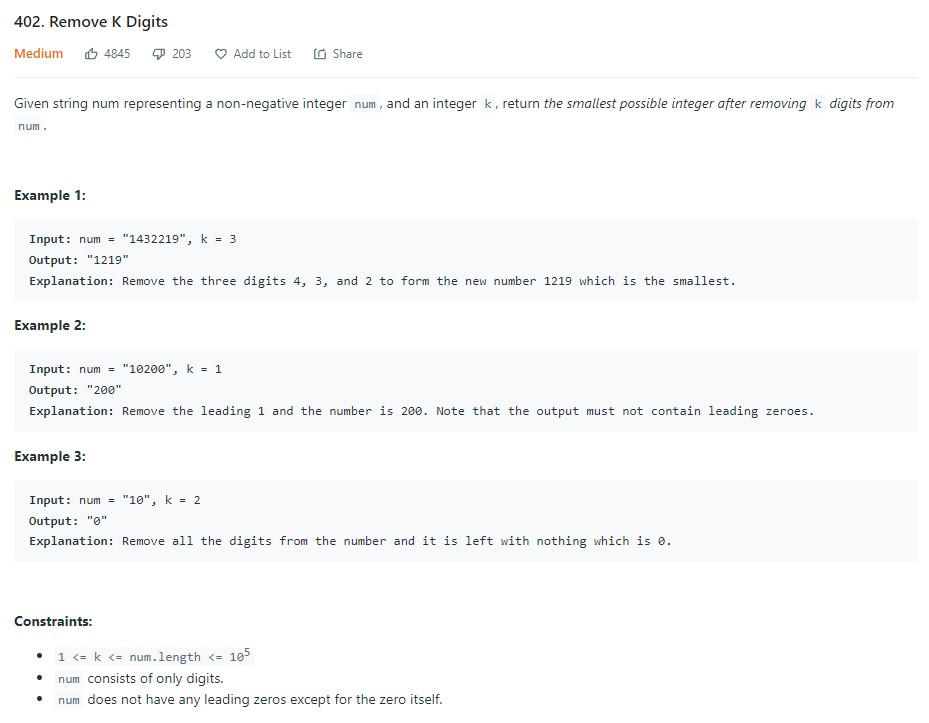 402. Remove K Digits
Medium 4845 203 Add to List Share
Given string num representing a non-negative integer num , and an integer k , return the smallest possible integer after removing k digits from
num .
Example 1:
Input: num = "1432219", k = 3
Output: "1219"
Explanation: Remove the three digits 4, 3, and 2 to form the new number 1219 which is the smallest.
Example 2:
Input: num = "10200", k = 1
Output: "200"
Explanation: Remove the leading 1 and the number is 200. Note that the output must not contain leading zeroes.
Example 3:
Input: num = "10", k = 2
Output: "0"
Explanation: Remove all the digits from the number and it is left with nothing which is 0.
Constraints:
• 1 <= k <= num.length <= 10⁵
• num consists of only digits.
• num does not have any leading zeros except for the zero itself.